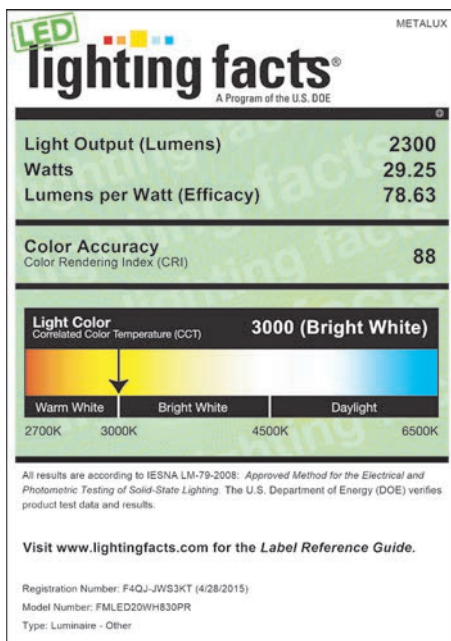 METALUX
LED
lighting facts®
A Program of the U.S. DOE
Light Output (Lumens) 2300
Watts 29.25
Lumens per Watt (Efficacy) 78.63
Color Accuracy
Color Rendering Index (CRI) 88
Light Color
Correlated Color Temperature (CCT) 3000 (Bright White)
Warm White Bright White Daylight
2700K 3000K 4500K 6500K
All results are according to IESNA LM-79-2008: Approved Method for the Electrical and
Photometric Testing of Solid-State Lighting. The U.S. Department of Energy (DOE) verifies
product test data and results.
Visit www.lightingfacts.com for the Label Reference Guide.
Registration Number: F4QJ-JWS3KT (4/28/2015)
Model Number: FMLED20WH830PR
Type: Luminaire - Other